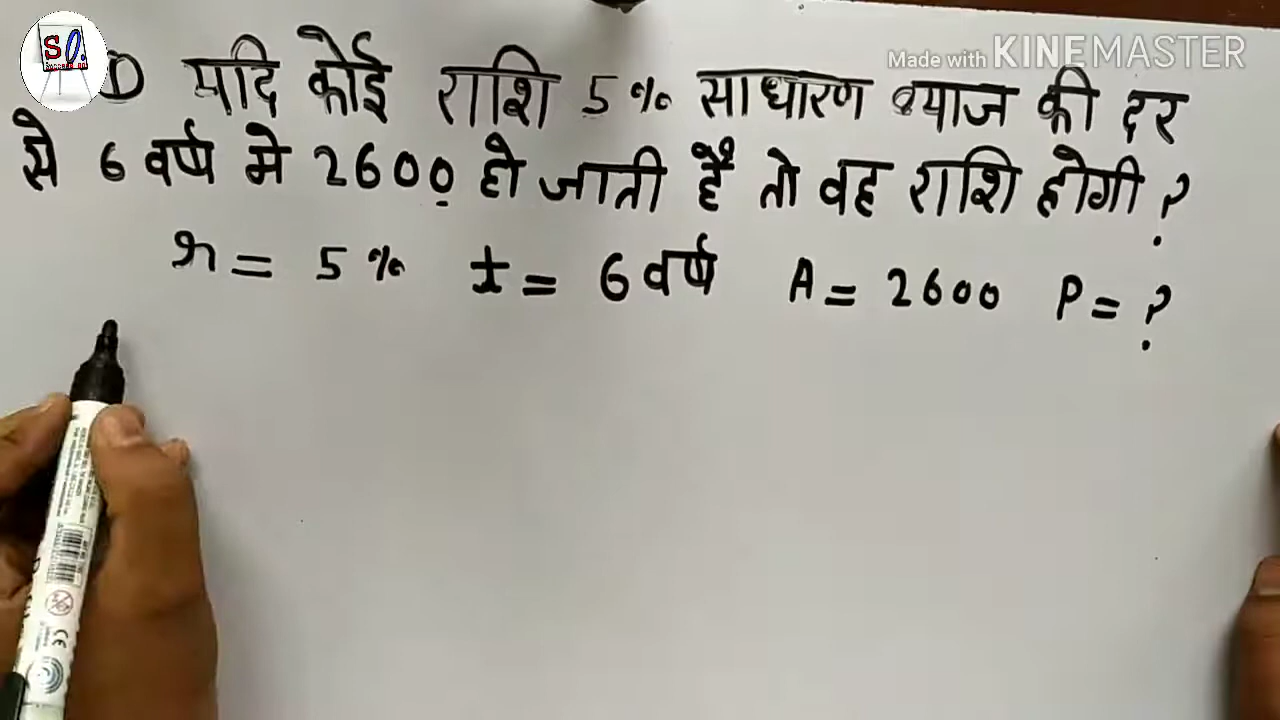 Made with KINEMASTER
① यदि कोई राशि 5% साधारण ब्याज की दर
से 6 वर्ष मे 2600 हो जाती हैं तो वह राशि होगी ?
r = 5% t = 6 वर्ष A = 2600 P = ?